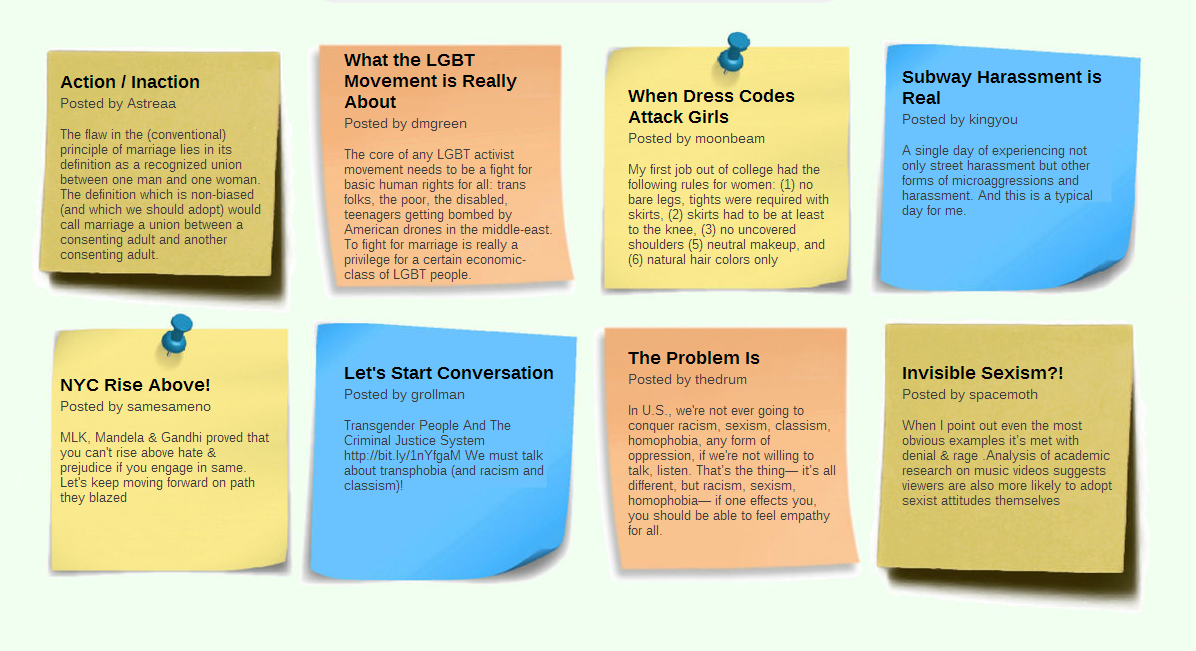 Action / Inaction
Posted by Astreaa
The flaw in the (conventional)
principle of marriage lies in its
definition as a recognized union
between one man and one woman.
The definition which is non-biased
(and which we should adopt) would
call marriage a union between a
consenting adult and another
consenting adult.
What the LGBT
Movement is Really
About
Posted by dmgreen
The core of any LGBT activist
movement needs to be a fight for
basic human rights for all: trans
folks, the poor, the disabled,
teenagers getting bombed by
American drones in the middle-east.
To fight for marriage is really a
privilege for a certain economic-
class of LGBT people.
When Dress Codes
Attack Girls
Posted by moonbeam
My first job out of college had the
following rules for women: (1) no
bare legs, tights were required with
skirts, (2) skirts had to be at least
to the knee, (3) no uncovered
shoulders (5) neutral makeup, and
(6) natural hair colors only
Subway Harassment is
Real
Posted by kingyou
A single day of experiencing not
only street harassment but other
forms of microaggressions and
harassment. And this is a typical
day for me.
NYC Rise Above!
Posted by samesameno
MLK, Mandela & Gandhi proved that
you can't rise above hate &
prejudice if you engage in same.
Let's keep moving forward on path
they blazed
Let's Start Conversation
Posted by grollman
Transgender People And The
Criminal Justice System
http://bit.ly/1nYfgaM We must talk
about transphobia (and racism and
classism)!
The Problem Is
Posted by thedrum
In U.S., we're not ever going to
conquer racism, sexism, classism,
homophobia, any form of
oppression, if we're not willing to
talk, listen. That's the thing— it's all
different, but racism, sexism,
homophobia— if one effects you,
you should be able to feel empathy
for all.
Invisible Sexism?!
Posted by spacemoth
When I point out even the most
obvious examples it's met with
denial & rage .Analysis of academic
research on music videos suggests
viewers are also more likely to adopt
sexist attitudes themselves